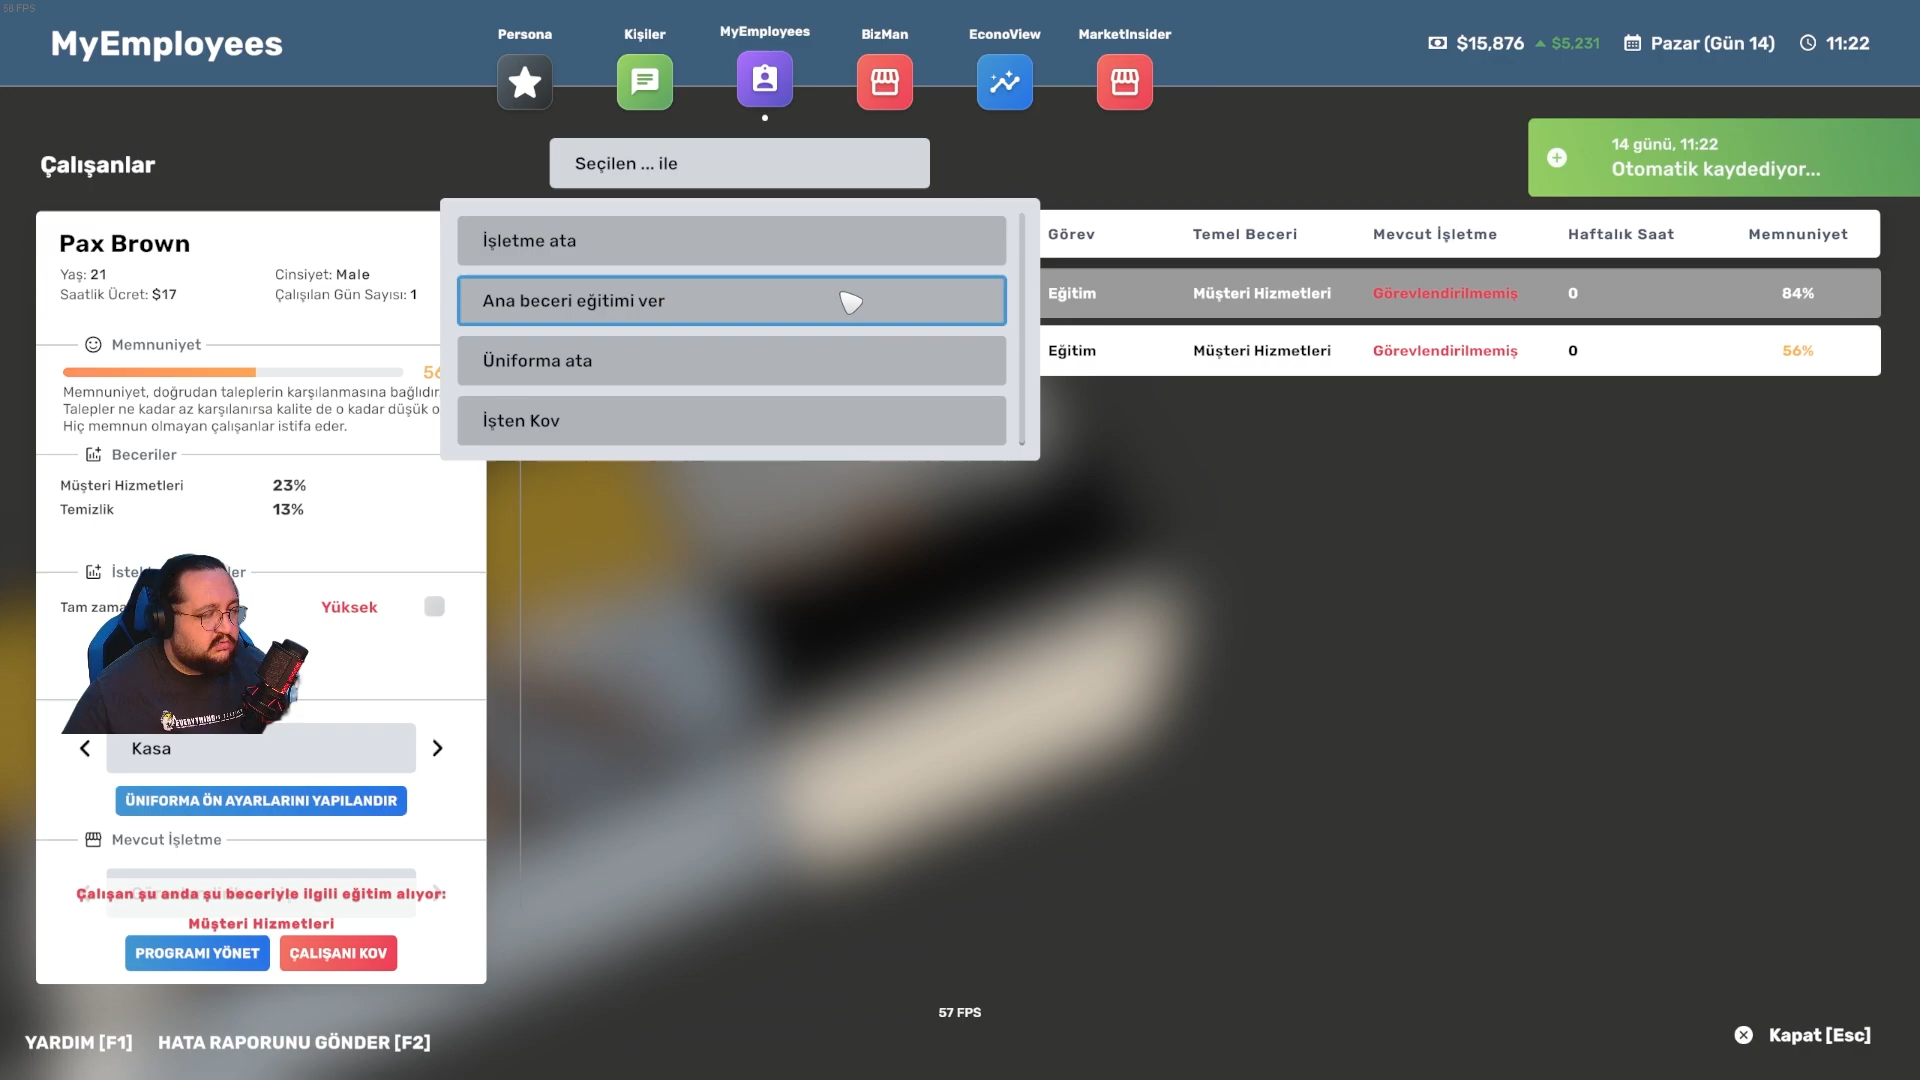 58 FPS
MyEmployees
Persona
Kişiler
MyEmployees
BizMan
EconoView
MarketInsider
$15,876
$5,231
Pazar (Gün 14)
11:22
Çalışanlar
Seçilen ... ile
14 günü, 11:22
Otomatik kaydediyor...
İşletme ata
Ana beceri eğitimi ver
Üniforma ata
İşten Kov
Görev
Temel Beceri
Mevcut İşletme
Haftalık Saat
Memnuniyet
Eğitim
Müşteri Hizmetleri
Görevlendirilmemiş
0
84%
Eğitim
Müşteri Hizmetleri
Görevlendirilmemiş
0
56%
Pax Brown
Yaş: 21
Cinsiyet: Male
Saatlik Ücret: $17
Çalışılan Gün Sayısı: 1
Memnuniyet
Memnuniyet, doğrudan taleplerin karşılanmasına bağlıdır
Talepler ne kadar az karşılanırsa kalite de o kadar düşük o
Hiç memnun olmayan çalışanlar istifa eder.
Beceriler
Müşteri Hizmetleri
23%
Temizlik
13%
Tam zama
Yüksek
EVERYTHING
Kasa
ÜNIFORMA ÖN AYARLARINI YAPILANDIR
Mevcut İşletme
Çalışan şu anda şu beceriyle ilgili eğitim alıyor:
Müşteri Hizmetleri
PROGRAMI YÖNET
ÇALIŞANI KOV
57 FPS
YARDIM [F1]
HATA RAPORUNU GÖNDER [F2]
Kapat [Esc]